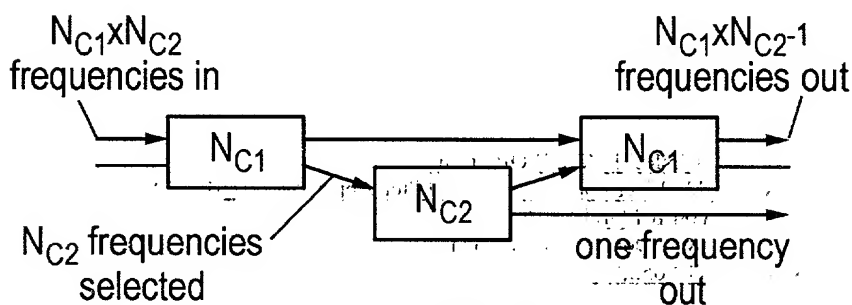 N_C1xN_C2
frequencies in
N_C1xN_C2-1
frequencies out
N_C1
N_C1
N_C2
N_C2 frequencies
selected
one frequency
out